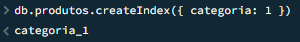 > db.produtos.createIndex({ categoria: 1 })
< categoria_1